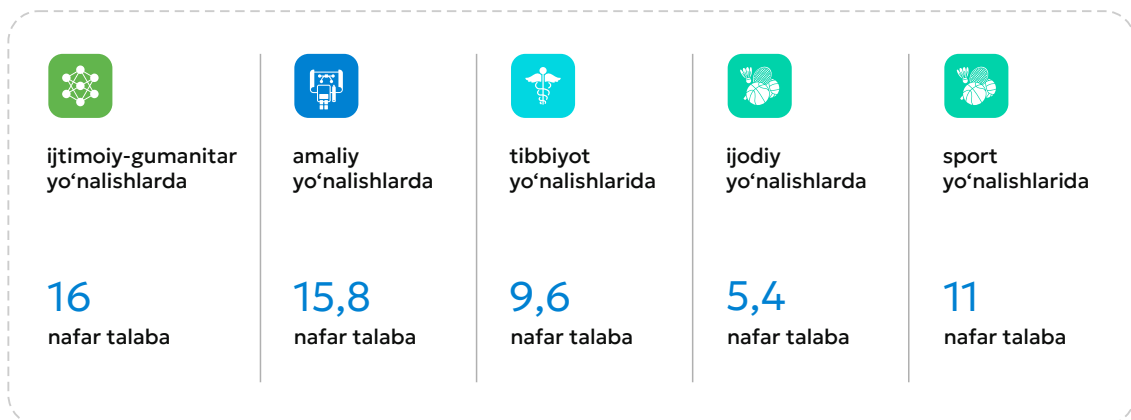 ijtimoiy-gumanitar
yo‘nalishlarda
16
nafar talaba
amaliy
yo‘nalishlarda
15,8
nafar talaba
tibbiyot
yo‘nalishlarida
9,6
nafar talaba
ijodiy
yo‘nalishlarda
5,4
nafar talaba
sport
yo‘nalishlarida
11
nafar talaba